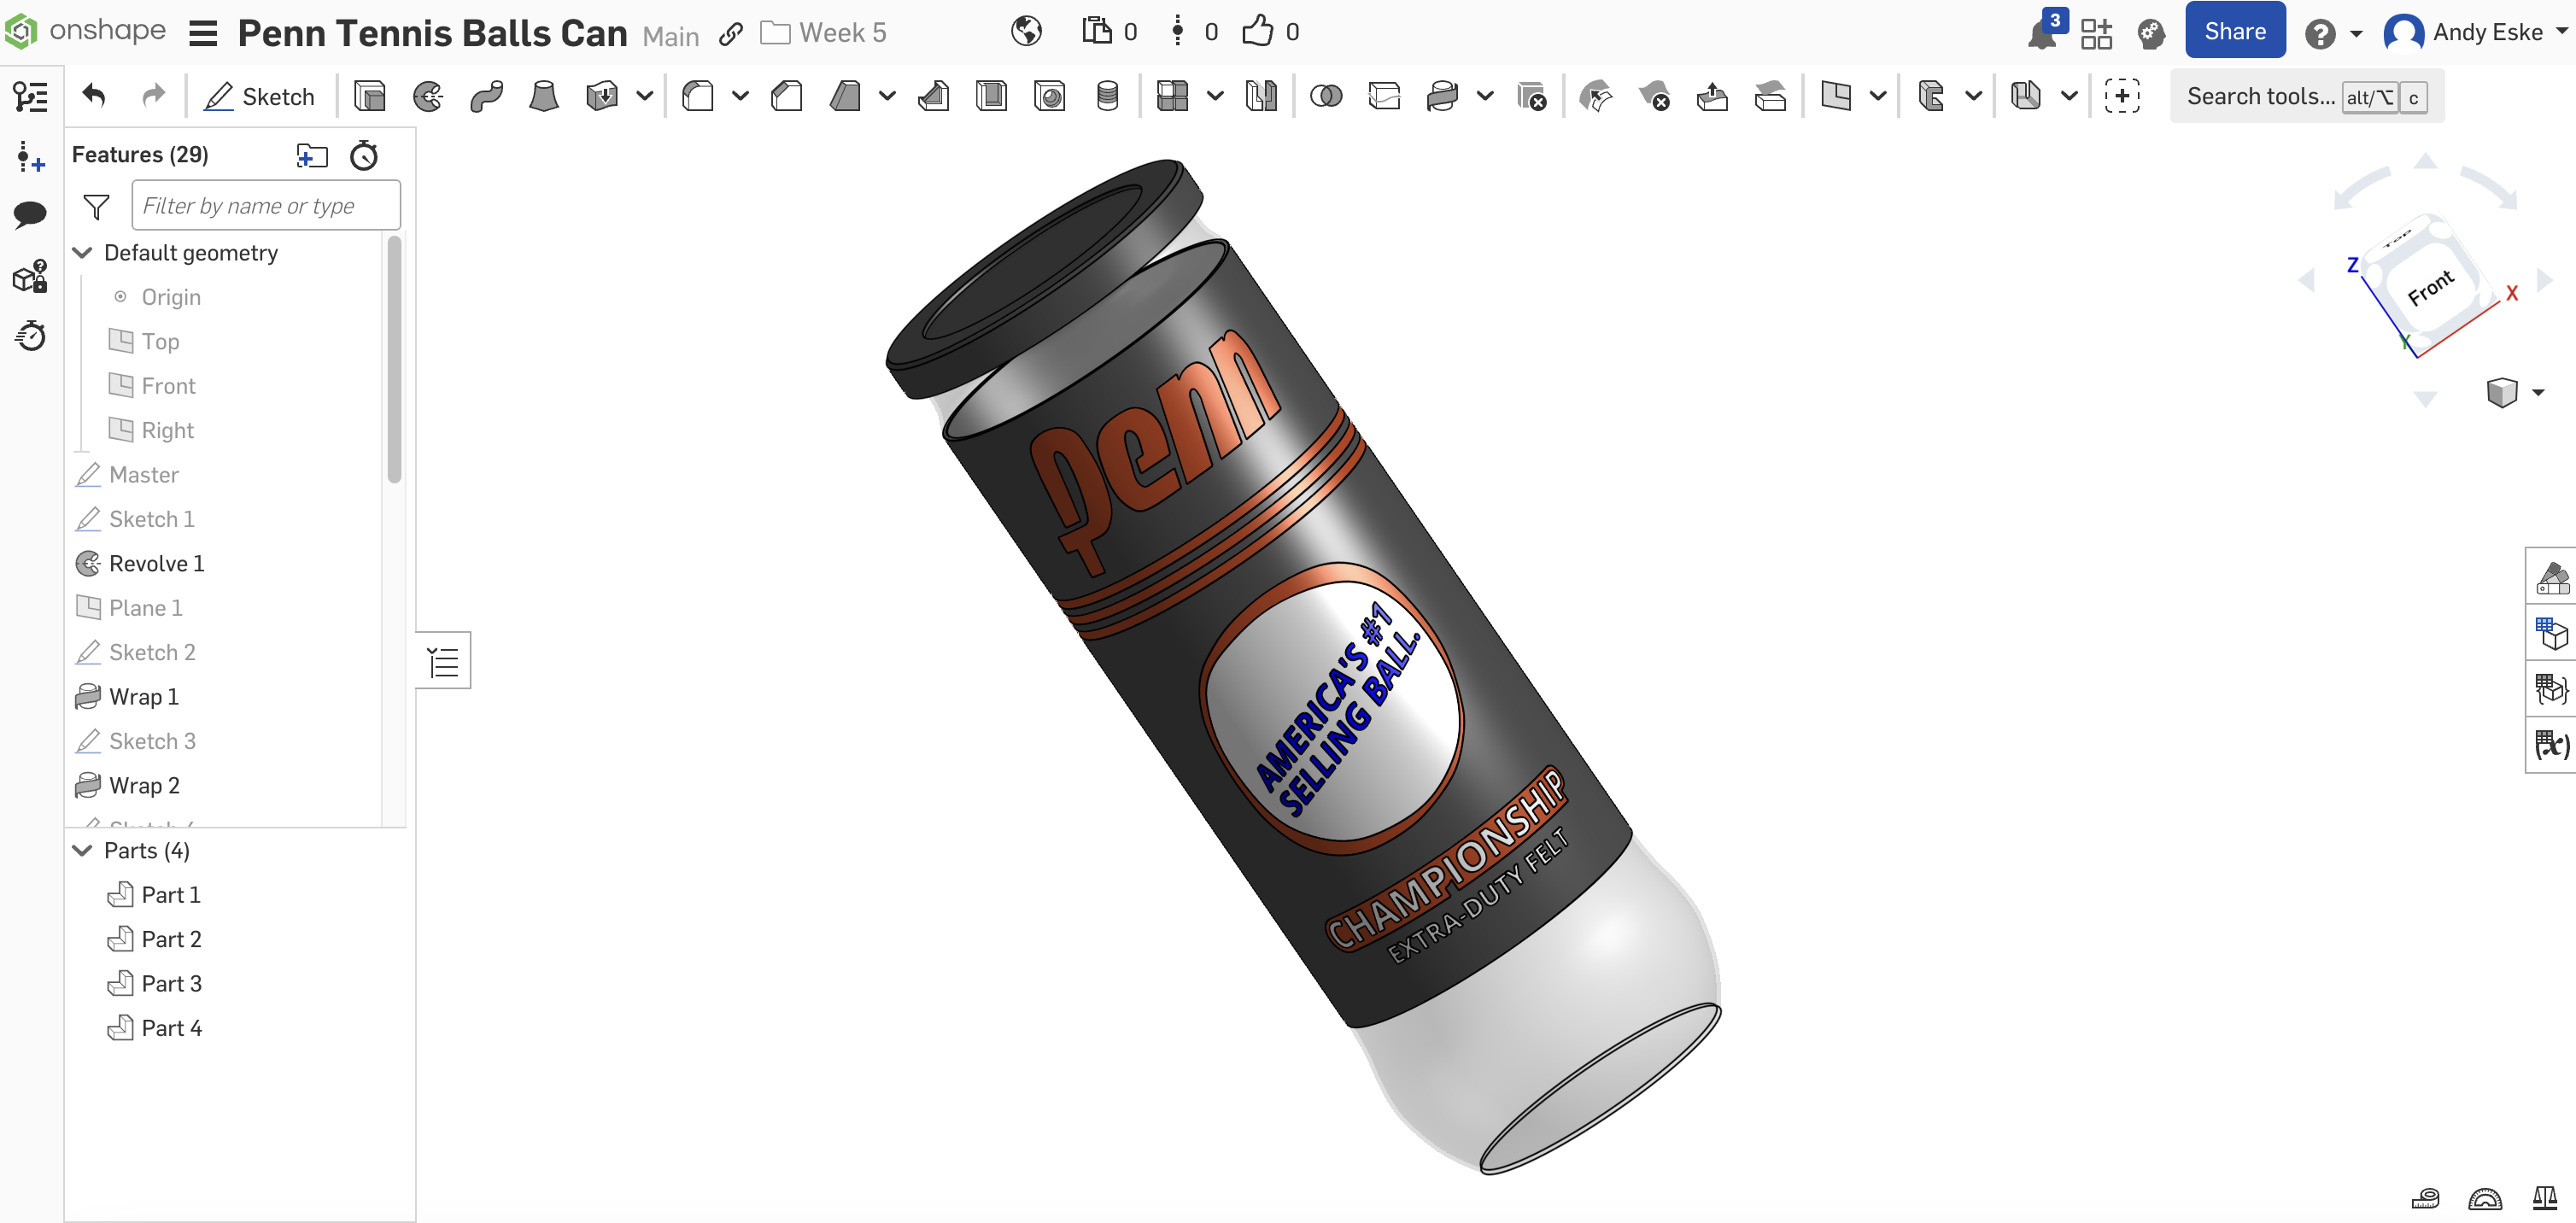 onshape Penn Tennis Balls Can Main Week 5 0 0 0 3 Share Andy Eske
Sketch Search tools... alt/⌥ c
Features (29)
Filter by name or type
Default geometry
Origin
Top
Front
Right
Master
Sketch 1
Revolve 1
Plane 1
Sketch 2
Wrap 1
Sketch 3
Wrap 2
Parts (4)
Part 1
Part 2
Part 3
Part 4
Penn
AMERICA'S #1
SELLING BALL.
CHAMPIONSHIP
EXTRA-DUTY FELT
Top
Front
Z
X
Y
(x)